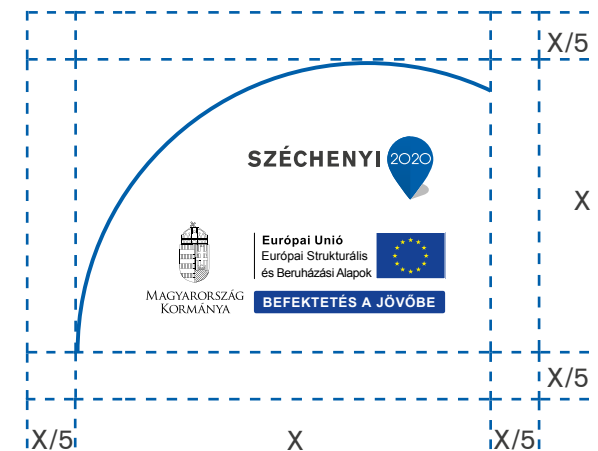 X/5
SZÉCHENYI 2020
X
Európai Unió
Európai Strukturális
és Beruházási Alapok
MAGYARORSZÁG
KORMÁNYA
BEFEKTETÉS A JÖVŐBE
X/5
X/5
X
X/5